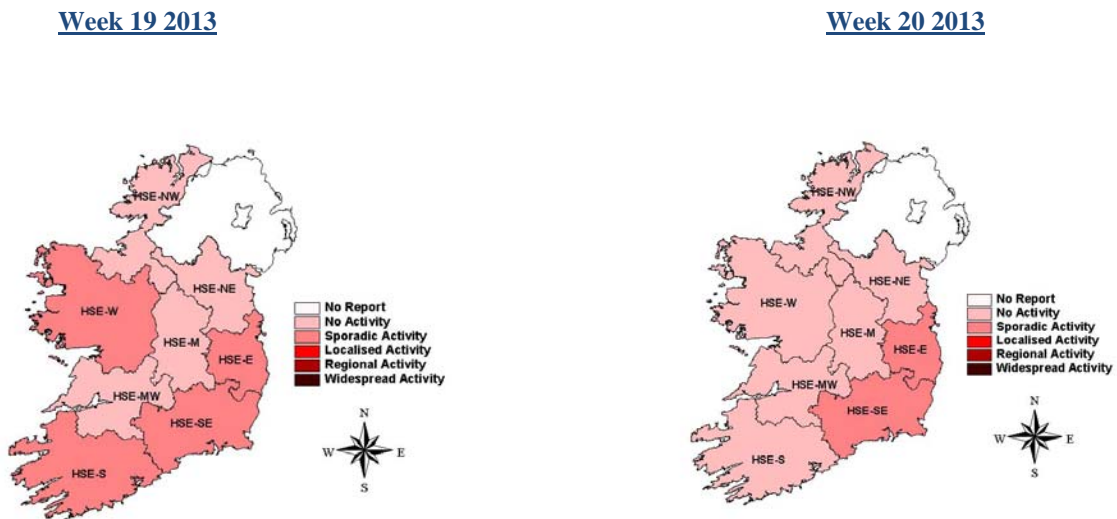 Week 19 2013
HSE-NW
HSE-W
HSE-NE
HSE-M
HSE-E
HSE-MW
HSE-SE
HSE-S
No Report
No Activity
Sporadic Activity
Localised Activity
Regional Activity
Widespread Activity
N
W E
S
Week 20 2013
HSE-NW
HSE-W
HSE-NE
HSE-M
HSE-E
HSE-MW
HSE-SE
HSE-S
No Report
No Activity
Sporadic Activity
Localised Activity
Regional Activity
Widespread Activity
N
W E
S